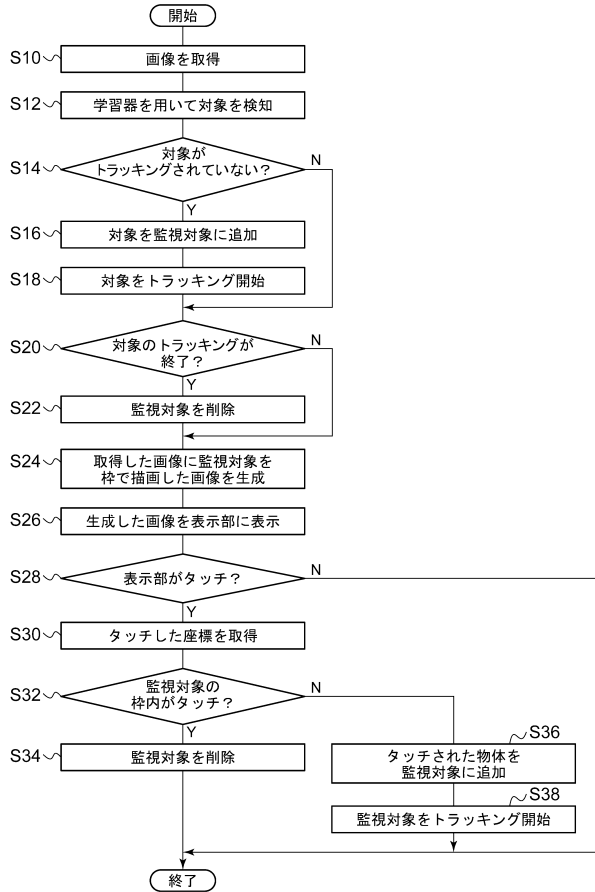 開始
S10
画像を取得
S12
学習器を用いて対象を検知
S14
対象が
トラッキングされていない？
N
Y
S16
対象を監視対象に追加
S18
対象をトラッキング開始
S20
対象のトラッキングが
終了？
N
Y
S22
監視対象を削除
S24
取得した画像に監視対象を
枠で描画した画像を生成
S26
生成した画像を表示部に表示
S28
表示部がタッチ？
N
Y
S30
タッチした座標を取得
S32
監視対象の
枠内がタッチ？
N
Y
S34
監視対象を削除
S36
タッチされた物体を
監視対象に追加
S38
監視対象をトラッキング開始
終了